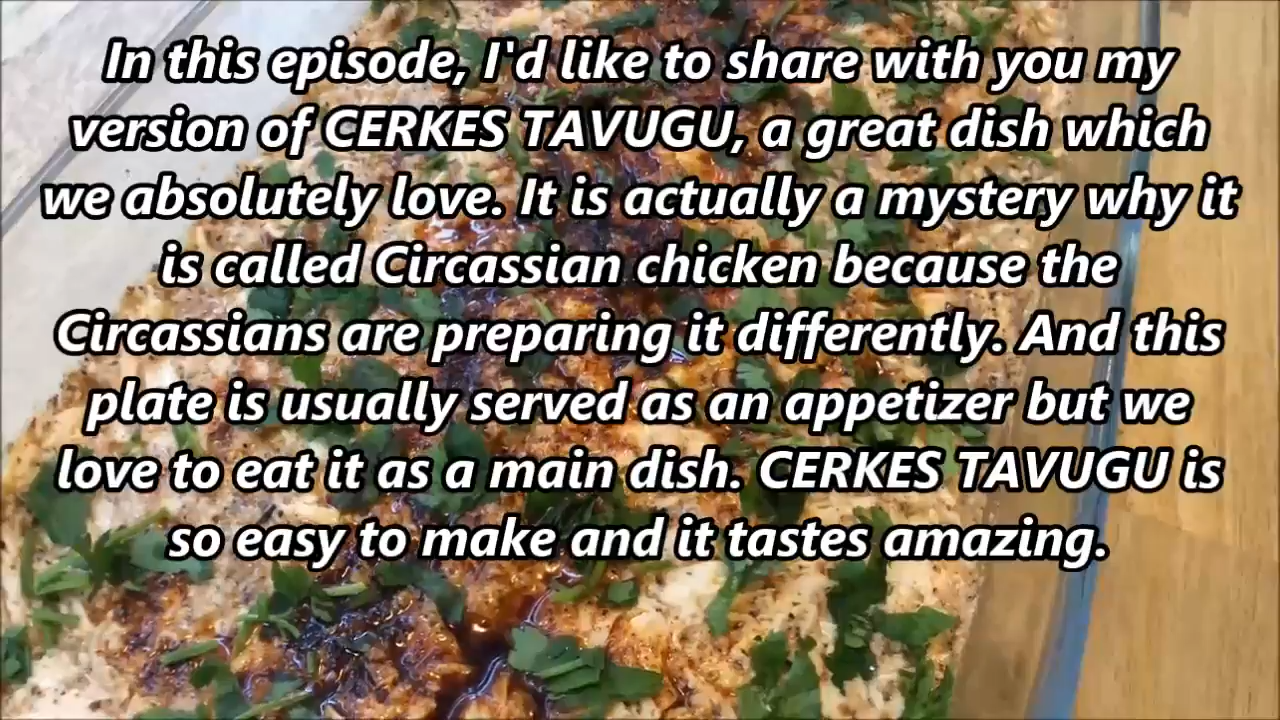 In this episode, I'd like to share with you my
version of CERKES TAVUGU, a great dish which
we absolutely love. It is actually a mystery why it
is called Circassian chicken because the
Circassians are preparing it differently. And this
plate is usually served as an appetizer but we
love to eat it as a main dish. CERKES TAVUGU is
so easy to make and it tastes amazing.